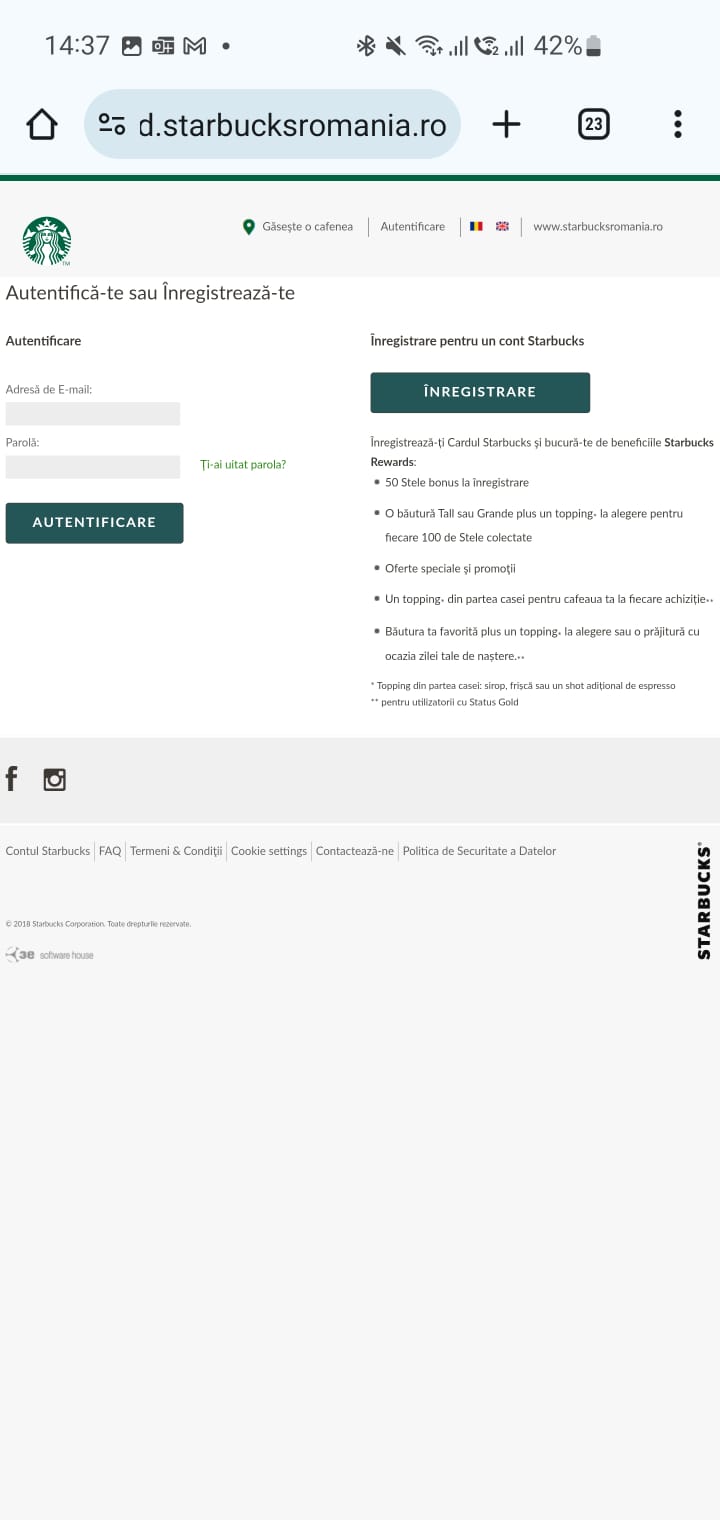 14:37
42%
d.starbucksromania.ro
23
Găsește o cafenea
Autentificare
www.starbucksromania.ro
Autentifică-te sau Înregistrează-te
Autentificare
Adresă de E-mail:
Parolă:
Ți-ai uitat parola?
AUTENTIFICARE
Înregistrare pentru un cont Starbucks
ÎNREGISTRARE
Înregistrează-ți Cardul Starbucks și bucură-te de beneficiile Starbucks
Rewards:
50 Stele bonus la înregistrare
O băutură Tall sau Grande plus un topping* la alegere pentru
fiecare 100 de Stele colectate
Oferte speciale şi promoţii
Un topping* din partea casei pentru cafeaua ta la fiecare achiziție**
Băutura ta favorită plus un topping* la alegere sau o prăjitură cu
ocazia zilei tale de naștere.**
* Topping din partea casei: sirop, frișcă sau un shot adițional de espresso
** pentru utilizatorii cu Status Gold
Contul Starbucks
FAQ
Termeni & Condiţii
Cookie settings
Contactează-ne
Politica de Securitate a Datelor
STARBUCKS®
© 2018 Starbucks Corporation. Toate drepturile rezervate.
3e software house